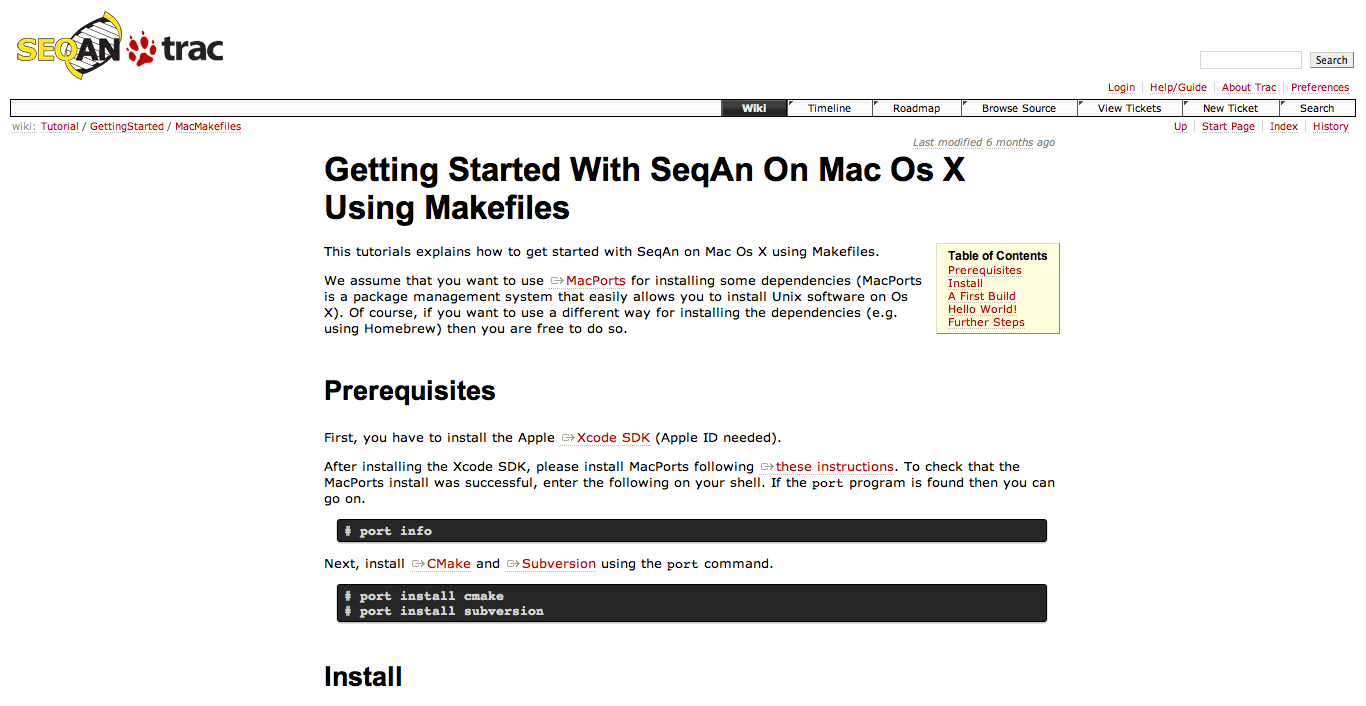 SEQAN trac
Search
Login Help/Guide About Trac Preferences
Wiki Timeline Roadmap Browse Source View Tickets New Ticket Search
wiki: Tutorial / GettingStarted / MacMakefiles
Up Start Page Index History
Last modified 6 months ago
Getting Started With SeqAn On Mac Os X
Using Makefiles
This tutorials explains how to get started with SeqAn on Mac Os X using Makefiles.
We assume that you want to use MacPorts for installing some dependencies (MacPorts
is a package management system that easily allows you to install Unix software on Os
X). Of course, if you want to use a different way for installing the dependencies (e.g.
using Homebrew) then you are free to do so.
Table of Contents
Prerequisites
Install
A First Build
Hello World!
Further Steps
Prerequisites
First, you have to install the Apple Xcode SDK (Apple ID needed).
After installing the Xcode SDK, please install MacPorts following these instructions. To check that the
MacPorts install was successful, enter the following on your shell. If the port program is found then you can
go on.
# port info
Next, install CMake and Subversion using the port command.
# port install cmake
# port install subversion
Install